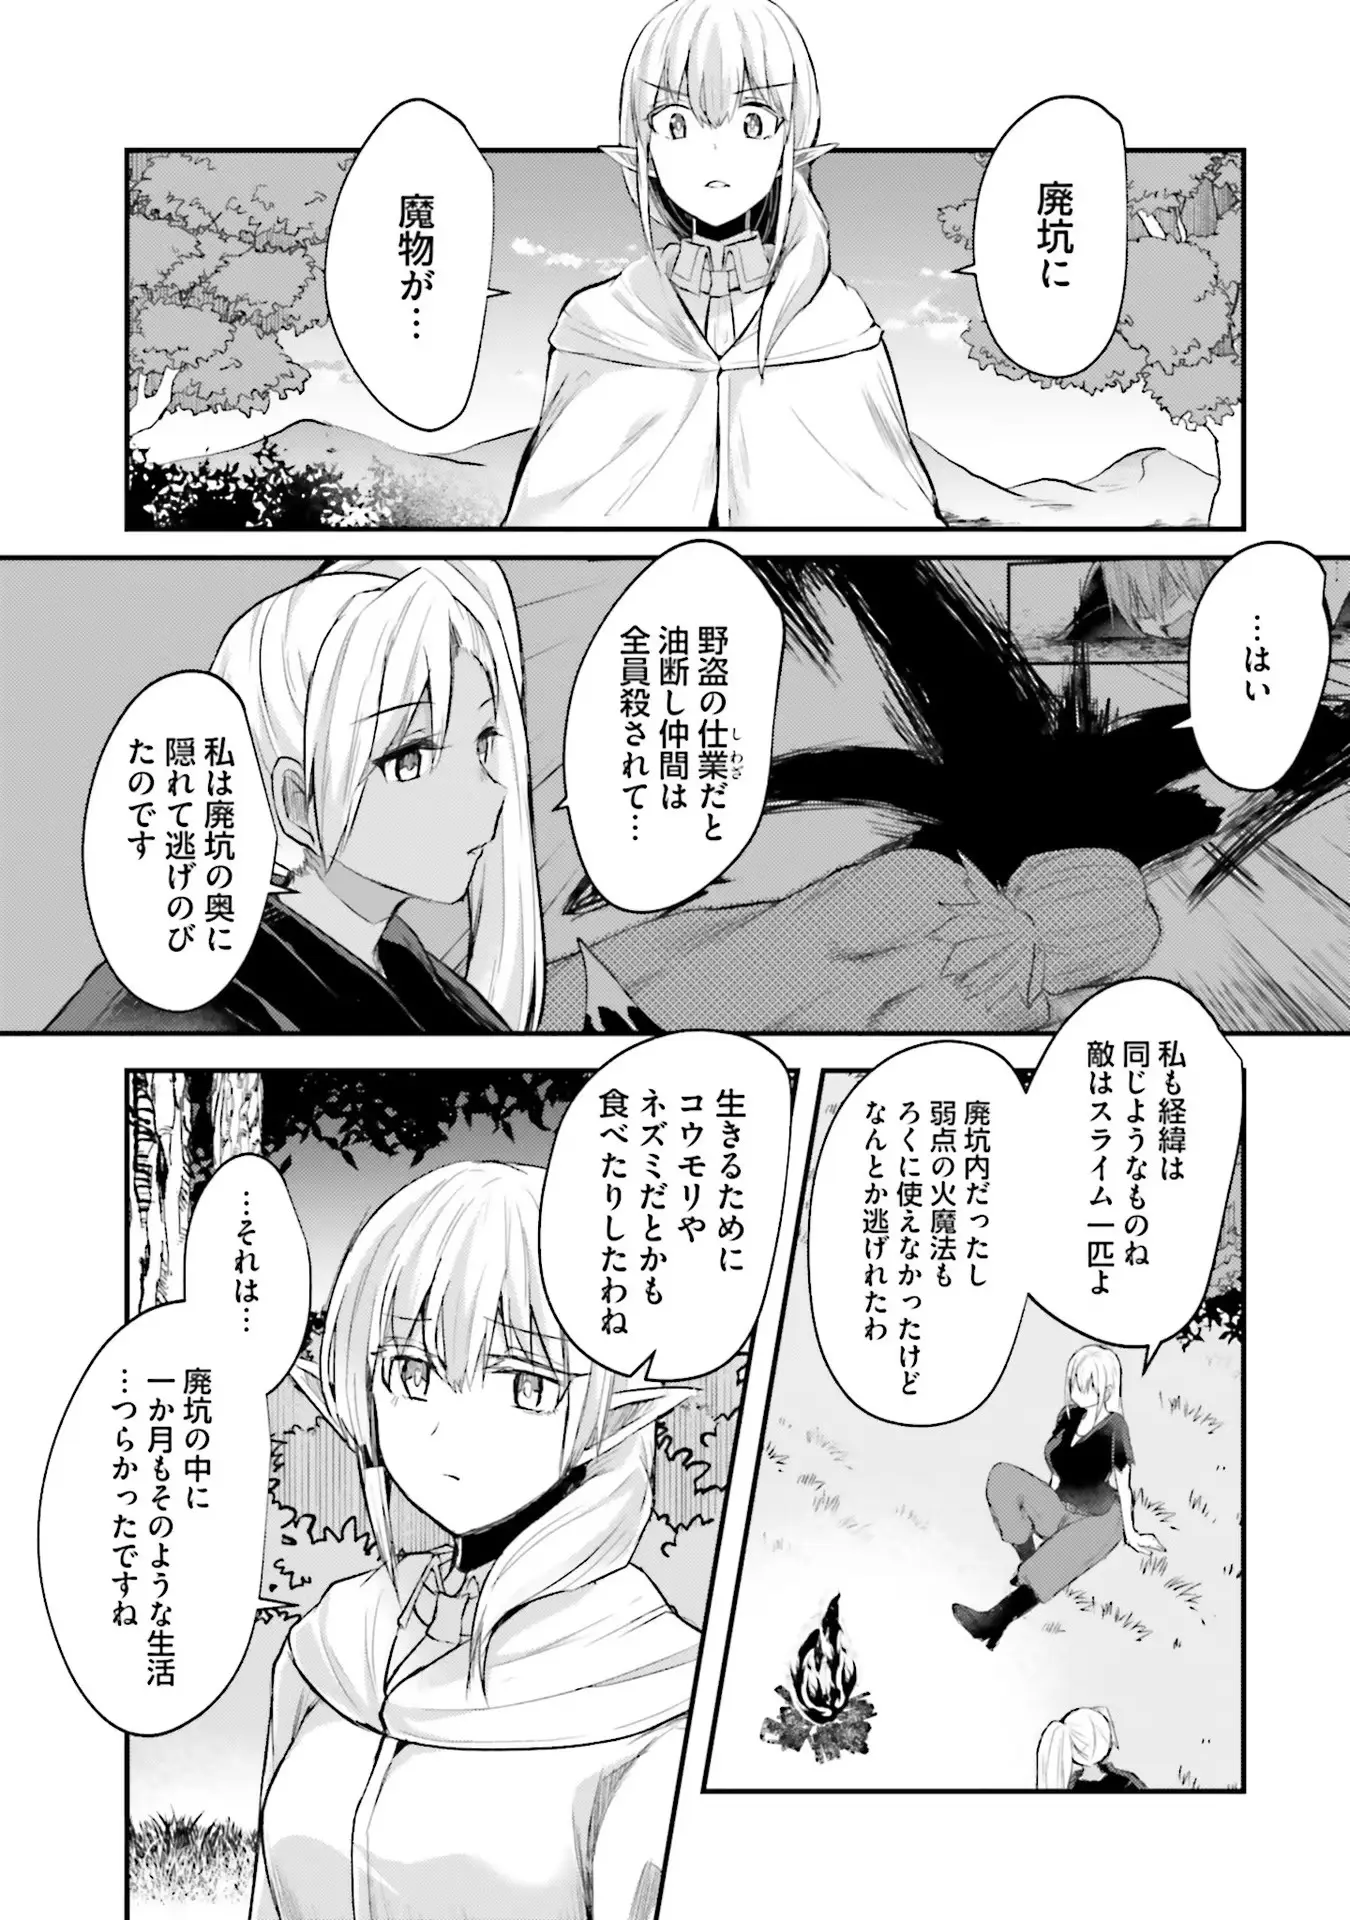 廃坑に
魔物が…
…はい
野盗の仕業だと
しわざ
油断し仲間は
全員殺されて…
私は廃坑の奥に
隠れて逃げのび
たのです
私も経緯は
同じようなものね
敵はスライム一匹よ
廃坑内だったし
弱点の火魔法も
ろくに使えなかったけど
なんとか逃げれたわ
生きるために
コウモリや
ネズミだとかも
食べたりしたわね
…それは…
廃坑の中に
一か月もそのような生活
…つらかったですね